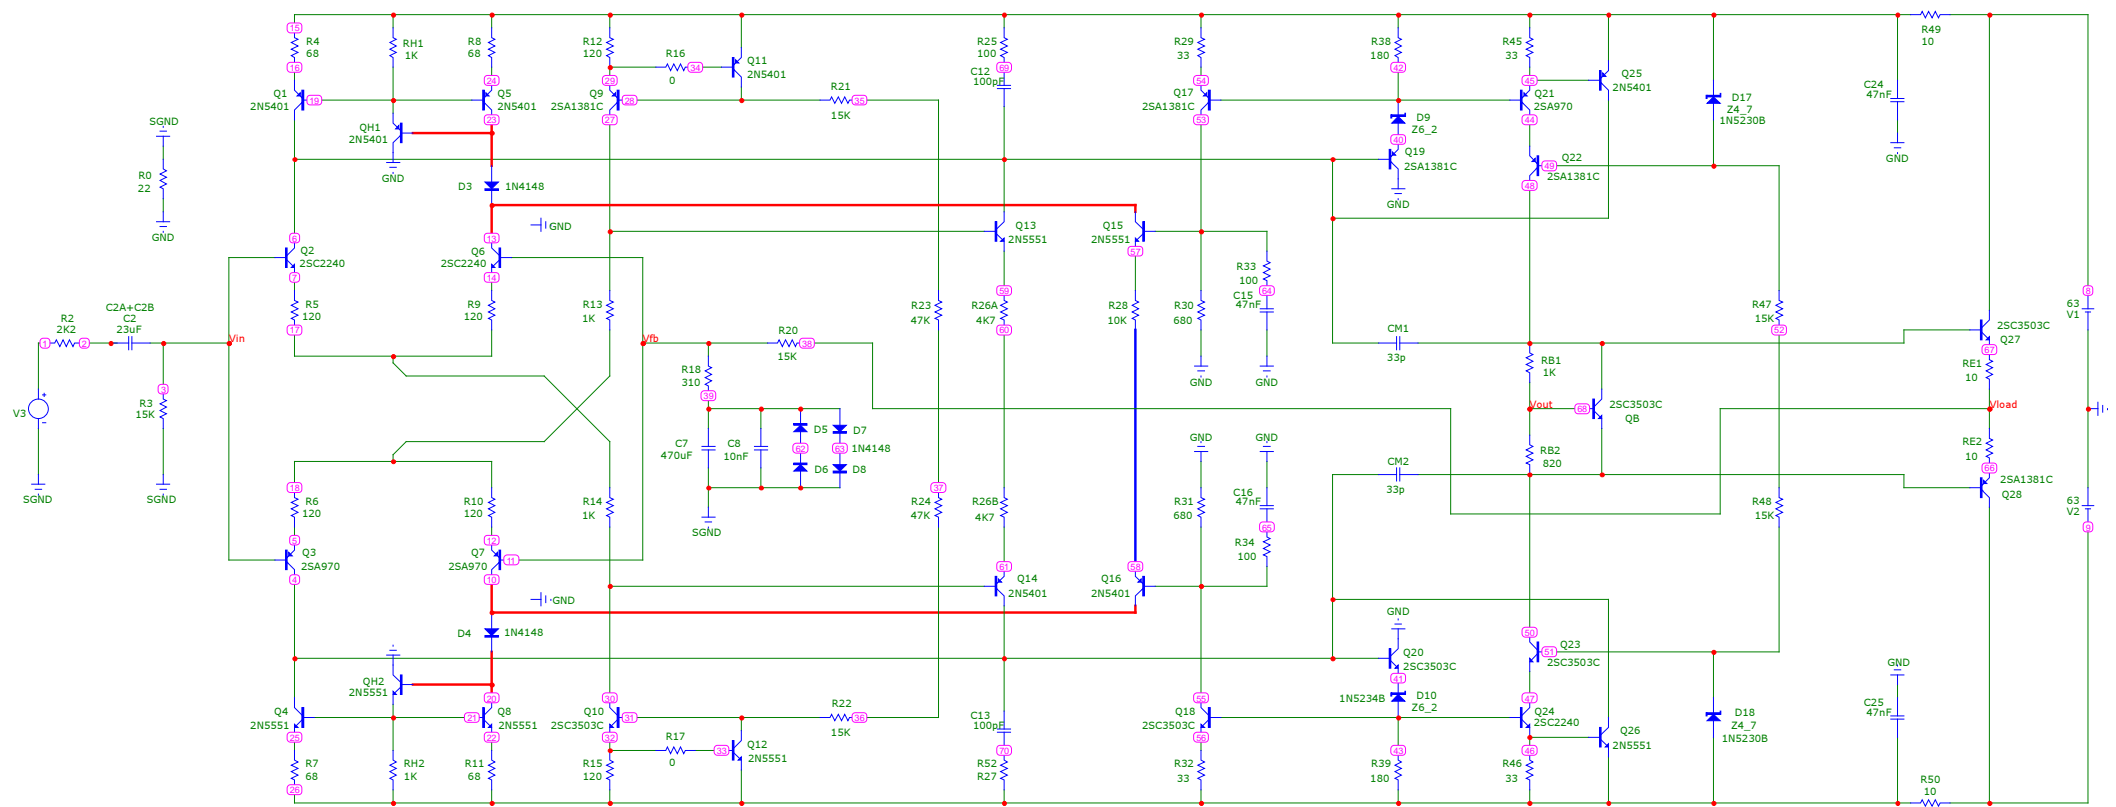 15
R4
68
16
Q1
2N5401
19
RH1
1K
QH1
2N5401
GND
R8
68
24
Q5
2N5401
23
D3
1N4148
R12
120
29
Q9
2SA1381C
28
27
R16
0
34
Q11
2N5401
R21
15K
35
R25
100
69
C12
100pF
R29
33
54
Q17
2SA1381C
53
R38
180
42
D9
Z6_2
40
Q19
2SA1381C
GND
R45
33
45
Q21
2SA970
44
Q22
49
2SA1381C
48
Q25
2N5401
D17
Z4_7
1N5230B
C24
47nF
GND
R49
10
SGND
R0
22
GND
6
Q2
2SC2240
7
R5
120
17
13
Q6
2SC2240
14
R9
120
GND
R13
1K
Q13
2N5551
59
R26A
4K7
60
Q15
2N5551
57
R28
10K
R30
680
GND
R33
100
64
C15
47nF
GND
R23
47K
R2
2K2
1
2
C2A+C2B
C2
23uF
Vin
V3
+
-
SGND
3
R3
15K
SGND
Vfb
R20
15K
38
R18
310
39
C7
470uF
C8
10nF
D5
62
D6
D7
1N4148
63
D8
SGND
CM1
33p
RB1
1K
Vout
68
2SC3503C
QB
RB2
820
CM2
33p
R47
15K
52
R48
15K
8
63
V1
2SC3503C
Q27
67
RE1
10
Vload
RE2
10
66
2SA1381C
Q28
63
V2
9
18
R6
120
5
Q3
2SA970
4
R10
120
12
Q7
2SA970
11
10
R14
1K
37
R24
47K
R26B
4K7
61
Q14
2N5401
58
Q16
2N5401
GND
R31
680
GND
C16
47nF
65
R34
100
GND
D4
1N4148
QH2
2N5551
Q4
2N5551
25
R7
68
26
RH2
1K
20
21
Q8
2N5551
22
R11
68
30
Q10
2SC3503C
31
32
R15
120
R17
0
33
Q12
2N5551
R22
15K
36
C13
100pF
70
R52
R27
55
Q18
2SC3503C
56
R32
33
GND
Q20
2SC3503C
41
1N5234B
D10
Z6_2
43
R39
180
50
Q23
51
2SC3503C
47
Q24
2SC2240
46
R46
33
Q26
2N5551
D18
Z4_7
1N5230B
GND
C25
47nF
R50
10